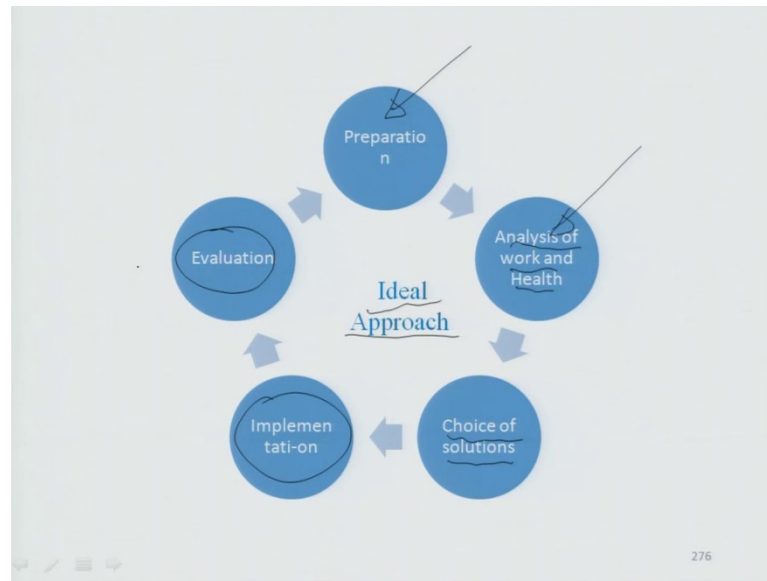 Preparatio
n
Analysis of
work and
Health
Choice of
solutions
Implemen
tati-on
Evaluation
Ideal
Approach
276